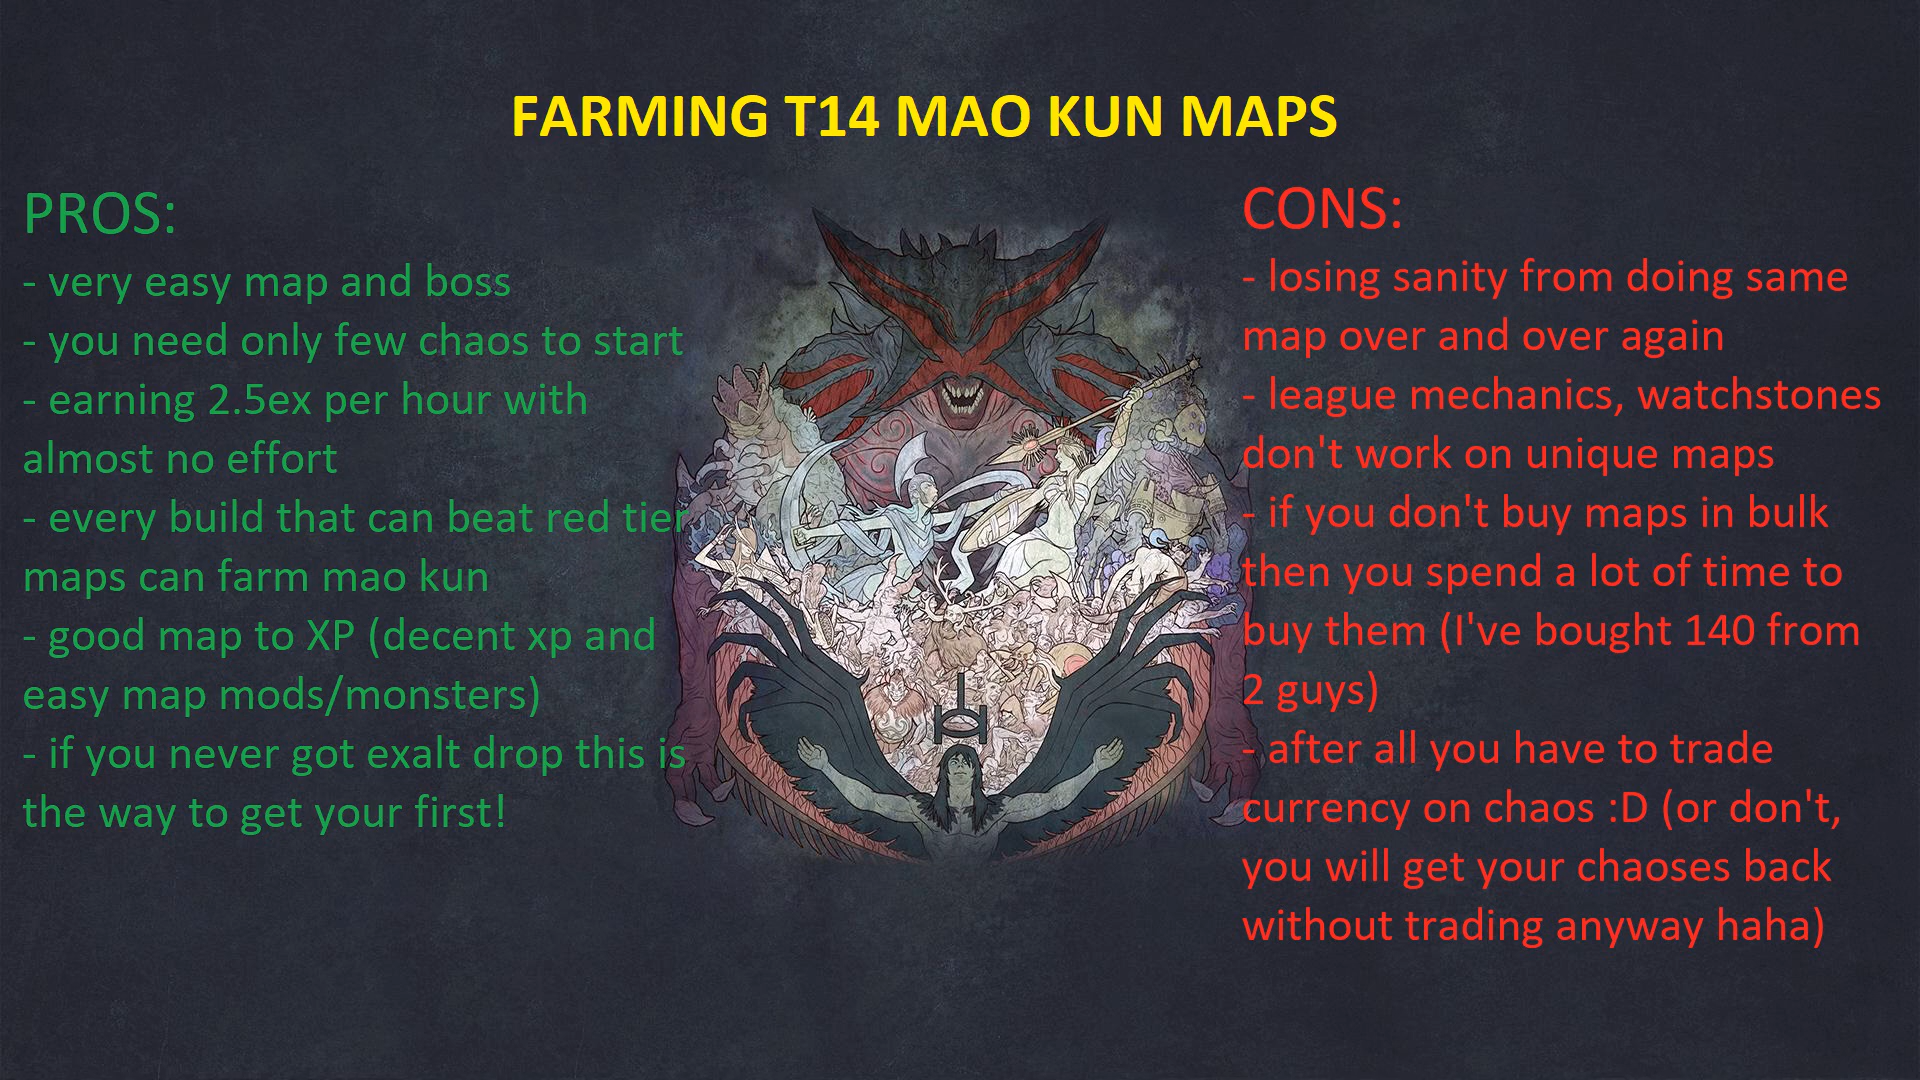 FARMING T14 MAO KUN MAPS
PROS:
- very easy map and boss
- you need only few chaos to start
- earning 2.5ex per hour with
almost no effort
- every build that can beat red tier
maps can farm mao kun
- good map to XP (decent xp and
easy map mods/monsters)
- if you never got exalt drop this is
the way to get your first!
CONS:
- losing sanity from doing same
map over and over again
- league mechanics, watchstones
don't work on unique maps
- if you don't buy maps in bulk
then you spend a lot of time to
buy them (I've bought 140 from
2 guys)
- after all you have to trade
currency on chaos :D (or don't,
you will get your chaoses back
without trading anyway haha)